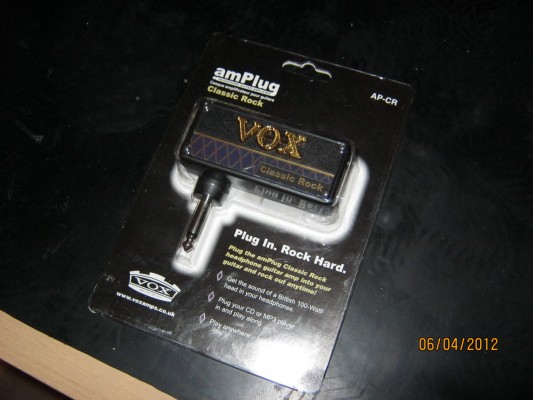 amPlug
Classic Rock
AP-CR
VOX
Classic Rock
Plug In. Rock Hard.
Plug the amPlug Classic Rock
headphone guitar amp into your
guitar and rock out anytime!
Get the sound of a British 100-Watt
head in your headphones.
Plug your CD or MP3 player
in and play along.
Play anywhere
VOX
www.voxamps.co.uk
06/04/2012